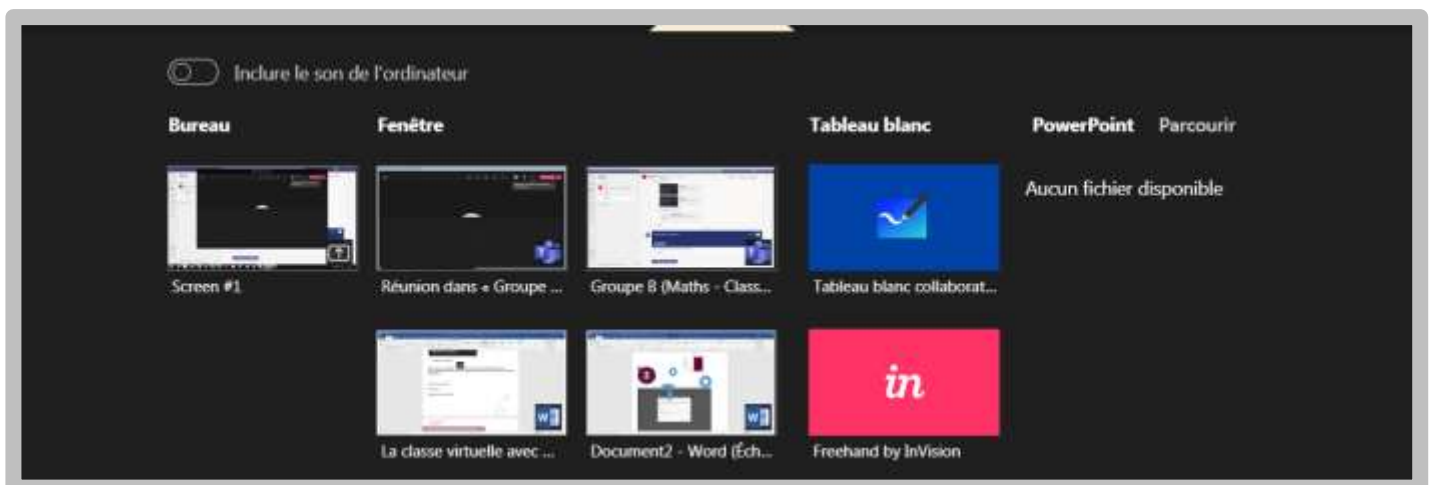 Inclure le son de l'ordinateur
Bureau Fenêtre Tableau blanc PowerPoint Parcourir
Aucun fichier disponible
Screen #1 Réunion dans « Groupe ... Groupe B (Maths - Class... Tableau blanc collaborat...
in
La classe virtuelle avec ... Document2 - Word (Éch... Freehand by InVision